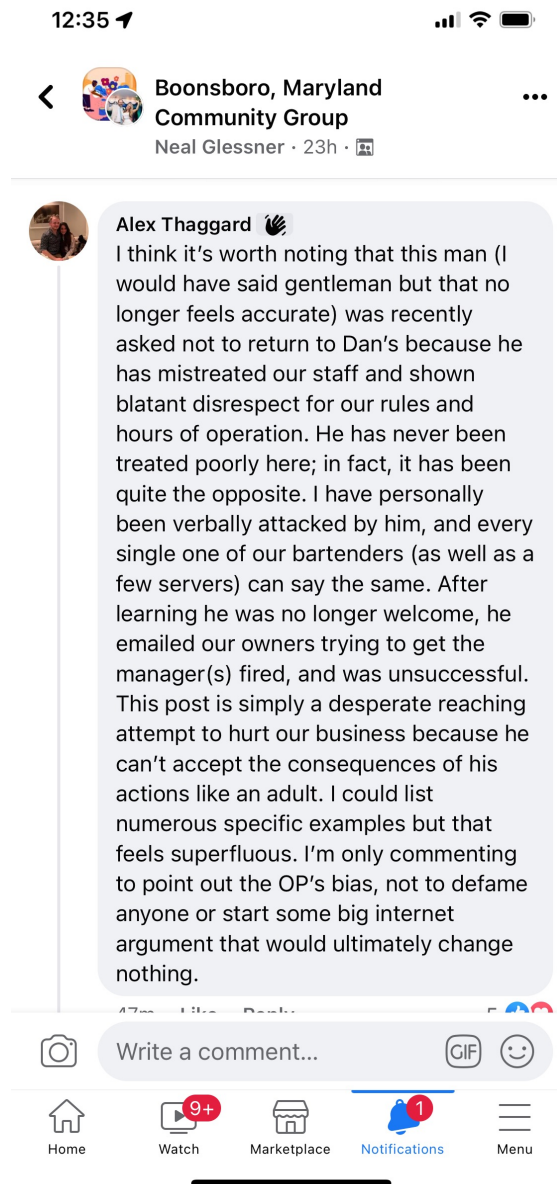 12:35
Boonsboro, Maryland
Community Group
Neal Glessner · 23h ·
Alex Thaggard
I think it's worth noting that this man (I
would have said gentleman but that no
longer feels accurate) was recently
asked not to return to Dan's because he
has mistreated our staff and shown
blatant disrespect for our rules and
hours of operation. He has never been
treated poorly here; in fact, it has been
quite the opposite. I have personally
been verbally attacked by him, and every
single one of our bartenders (as well as a
few servers) can say the same. After
learning he was no longer welcome, he
emailed our owners trying to get the
manager(s) fired, and was unsuccessful.
This post is simply a desperate reaching
attempt to hurt our business because he
can't accept the consequences of his
actions like an adult. I could list
numerous specific examples but that
feels superfluous. I'm only commenting
to point out the OP's bias, not to defame
anyone or start some big internet
argument that would ultimately change
nothing.
47m Like Reply 5
Write a comment...
GIF
9+ 1
Home Watch Marketplace Notifications Menu